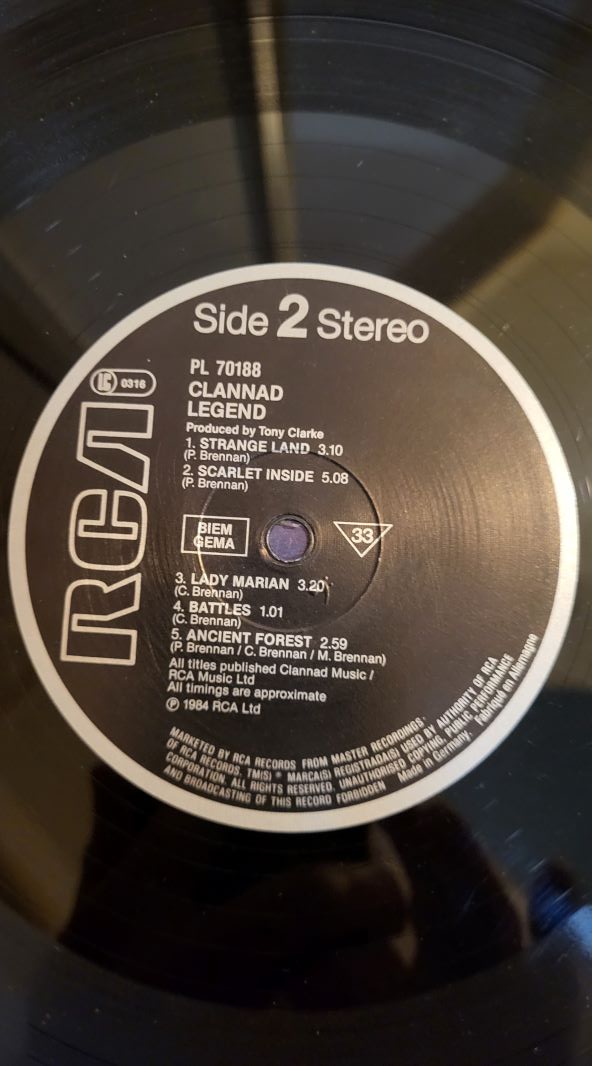 Side 2 Stereo
PL 70188
LC 0316
CLANNAD
LEGEND
Produced by Tony Clarke
1. STRANGE LAND 3.10
(P. Brennan)
2. SCARLET INSIDE 5.08
(P. Brennan)
RCA
BIEM
GEMA
33
3. LADY MARIAN 3.20
(C. Brennan)
4. BATTLES 1.01
(C. Brennan)
5. ANCIENT FOREST 2.59
(P. Brennan / C. Brennan / M. Brennan)
All titles published Clannad Music /
RCA Music Ltd
All timings are approximate
℗ 1984 RCA Ltd
MARKETED BY RCA RECORDS FROM MASTER RECORDINGS
OF RCA RECORDS. TM(S) ® MARCA(S) REGISTRADA(S) USED BY AUTHORITY OF RCA
CORPORATION. ALL RIGHTS RESERVED. UNAUTHORISED COPYING, PUBLIC PERFORMANCE
AND BROADCASTING OF THIS RECORD FORBIDDEN Made in Germany. Fabriqué en Allemagne